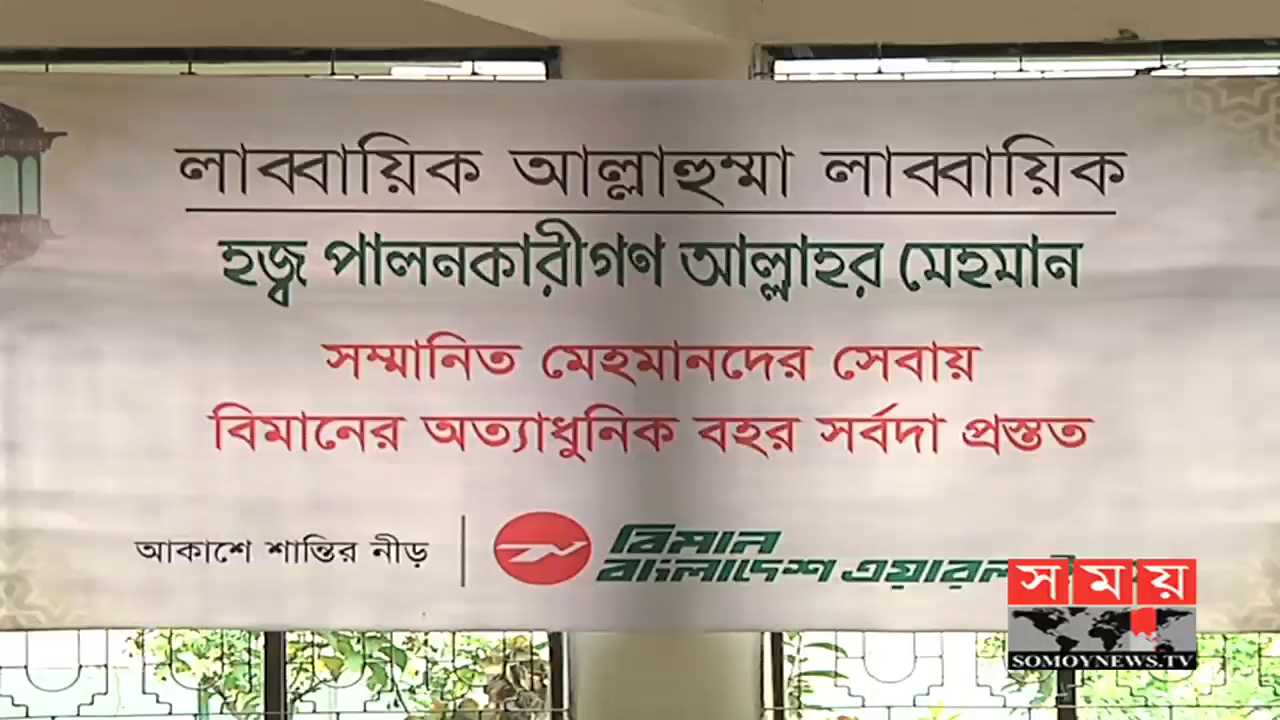 লাব্বায়িক আল্লাহুম্মা লাব্বায়িক
হজ্ব পালনকারীগণ আল্লাহর মেহমান
সম্মানিত মেহমানদের সেবায়
বিমানের অত্যাধুনিক বহর সর্বদা প্রস্তত
আকাশে শান্তির নীড়
বিমান
বাংলাদেশ
সময়
SOMOYNEWS.TV